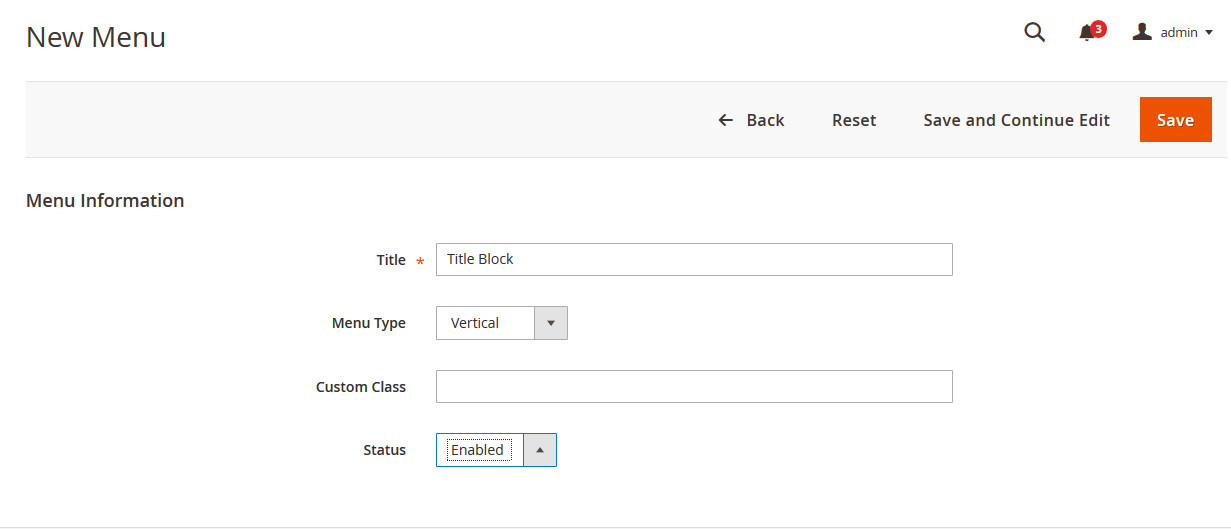 New Menu
3
admin
Back
Reset
Save and Continue Edit
Save
Menu Information
Title *
Title Block
Menu Type
Vertical
Custom Class
Status
Enabled